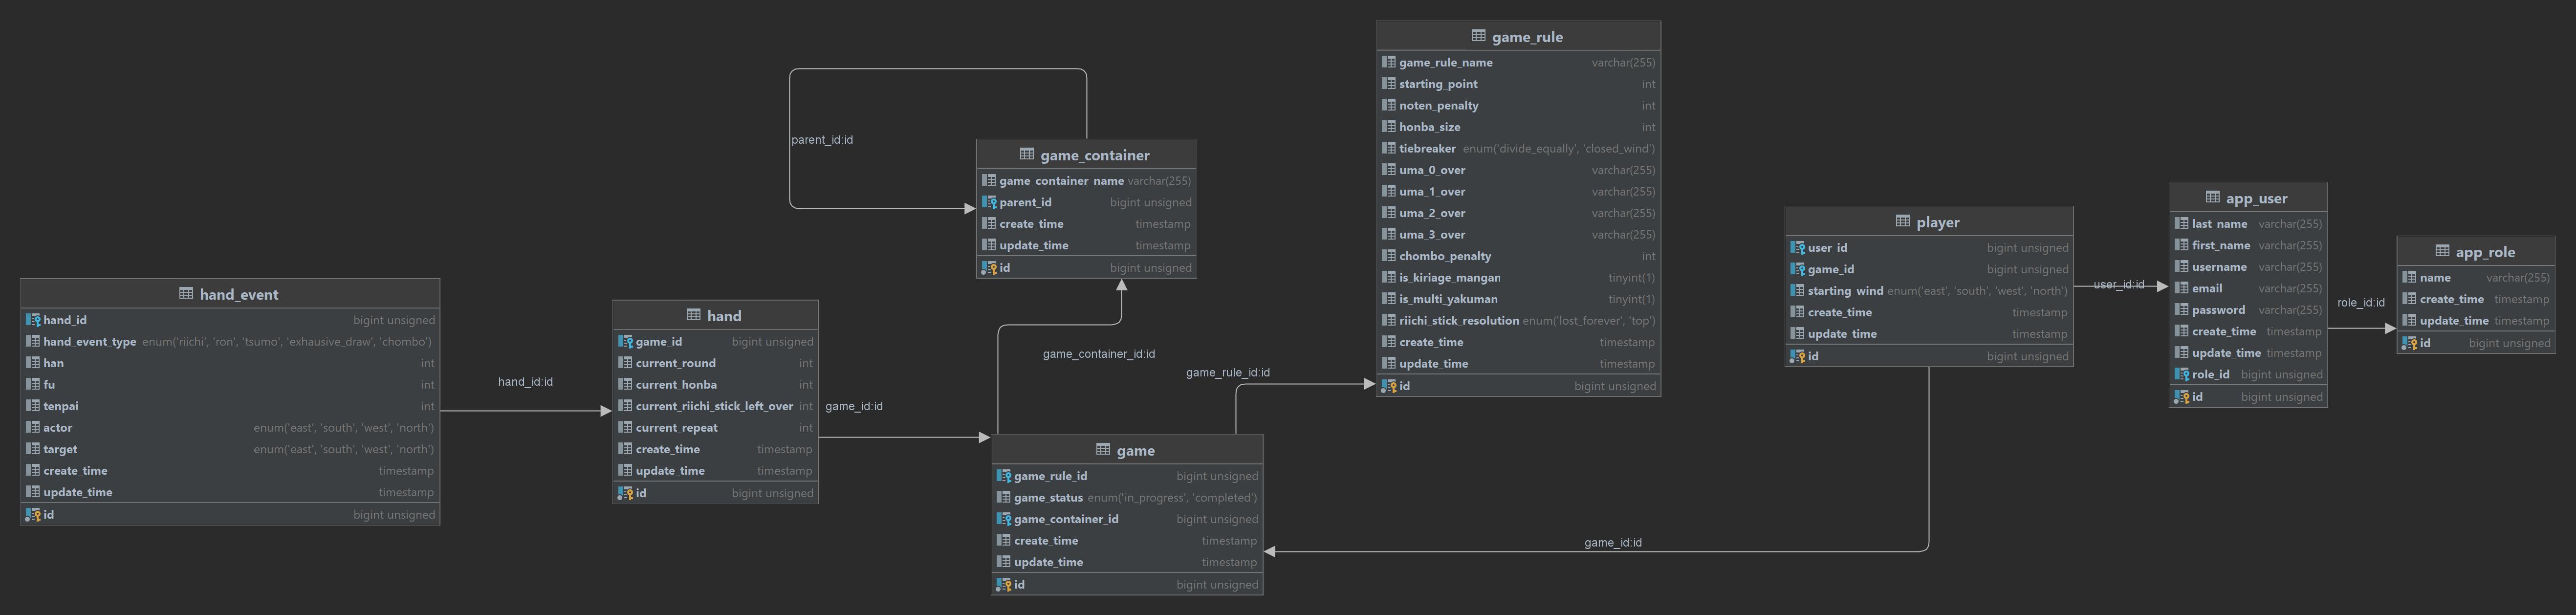 game_rule
game_rule_name varchar(255)
starting_point int
noten_penalty int
honba_size int
tiebreaker enum('divide_equally', 'closed_wind')
uma_0_over varchar(255)
uma_1_over varchar(255)
uma_2_over varchar(255)
uma_3_over varchar(255)
chombo_penalty int
is_kiriage_mangan tinyint(1)
is_multi_yakuman tinyint(1)
riichi_stick_resolution enum('lost_forever', 'top')
create_time timestamp
update_time timestamp
id bigint unsigned
parent_id:id
game_container
game_container_name varchar(255)
parent_id bigint unsigned
create_time timestamp
update_time timestamp
id bigint unsigned
app_user
last_name varchar(255)
first_name varchar(255)
username varchar(255)
email varchar(255)
password varchar(255)
create_time timestamp
update_time timestamp
role_id bigint unsigned
id bigint unsigned
player
user_id bigint unsigned
game_id bigint unsigned
starting_wind enum('east', 'south', 'west', 'north')
create_time timestamp
update_time timestamp
id bigint unsigned
user_id:id
app_role
name varchar(255)
create_time timestamp
update_time timestamp
id bigint unsigned
role_id:id
hand_event
hand_id bigint unsigned
hand_event_type enum('riichi', 'ron', 'tsumo', 'exhausive_draw', 'chombo')
han int
fu int
tenpai int
actor enum('east', 'south', 'west', 'north')
target enum('east', 'south', 'west', 'north')
create_time timestamp
update_time timestamp
id bigint unsigned
hand_id:id
hand
game_id bigint unsigned
current_round int
current_honba int
current_riichi_stick_left_over int
current_repeat int
create_time timestamp
update_time timestamp
id bigint unsigned
game_id:id
game_container_id:id
game_rule_id:id
game
game_rule_id bigint unsigned
game_status enum('in_progress', 'completed')
game_container_id bigint unsigned
create_time timestamp
update_time timestamp
id bigint unsigned
game_id:id